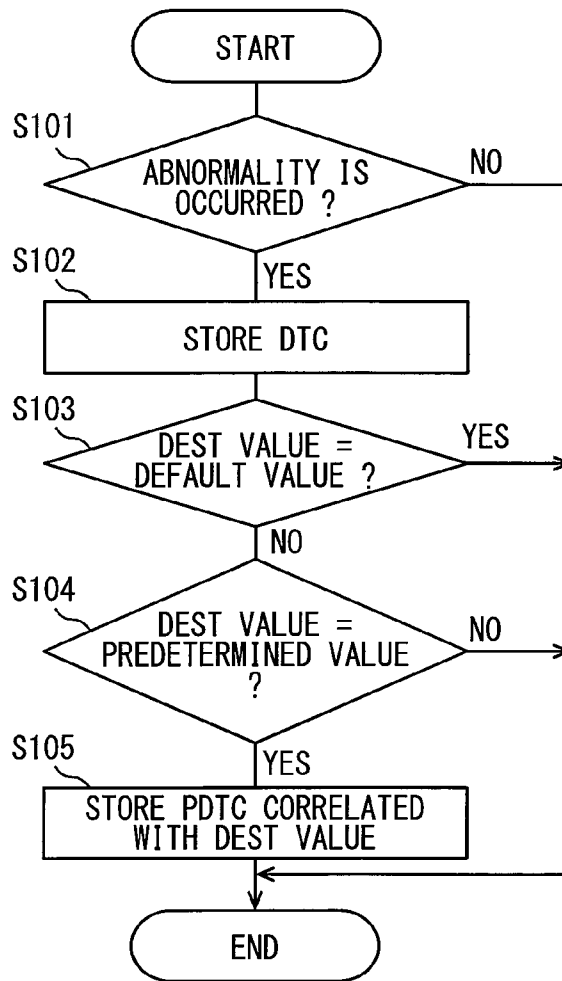 START
S101
ABNORMALITY IS
OCCURRED ?
NO
YES
S102
STORE DTC
S103
DEST VALUE =
DEFAULT VALUE ?
YES
NO
S104
DEST VALUE =
PREDETERMINED VALUE
?
NO
YES
S105
STORE PDTC CORRELATED
WITH DEST VALUE
END